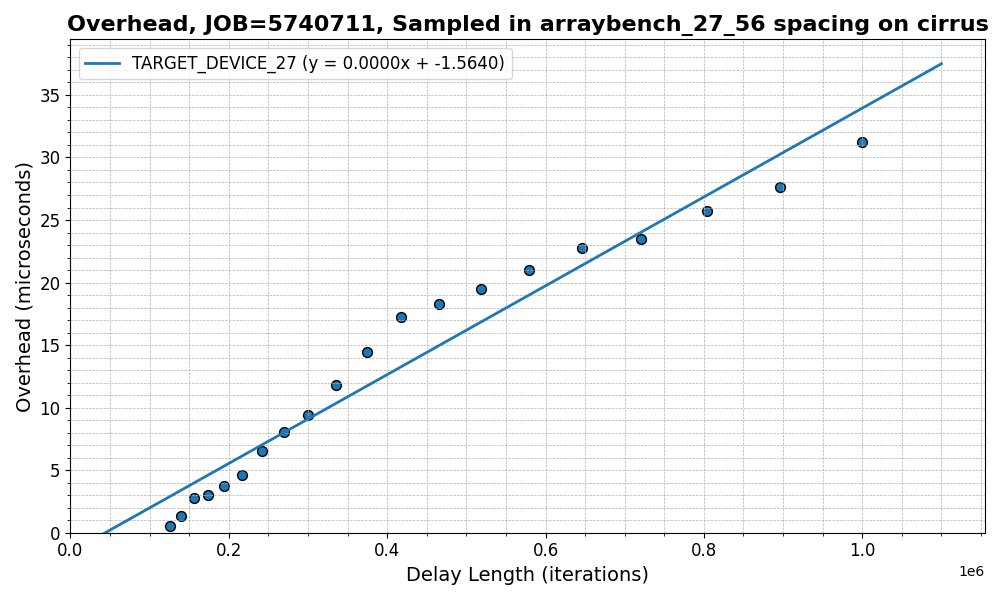 Overhead, JOB=5740711, Sampled in arraybench_27_56 spacing on cirrus
TARGET_DEVICE_27 (y = 0.0000x + -1.5640)
Overhead (microseconds)
35
30
25
20
15
10
5
0
0.0 0.2 0.4 0.6 0.8 1.0
1e6
Delay Length (iterations)